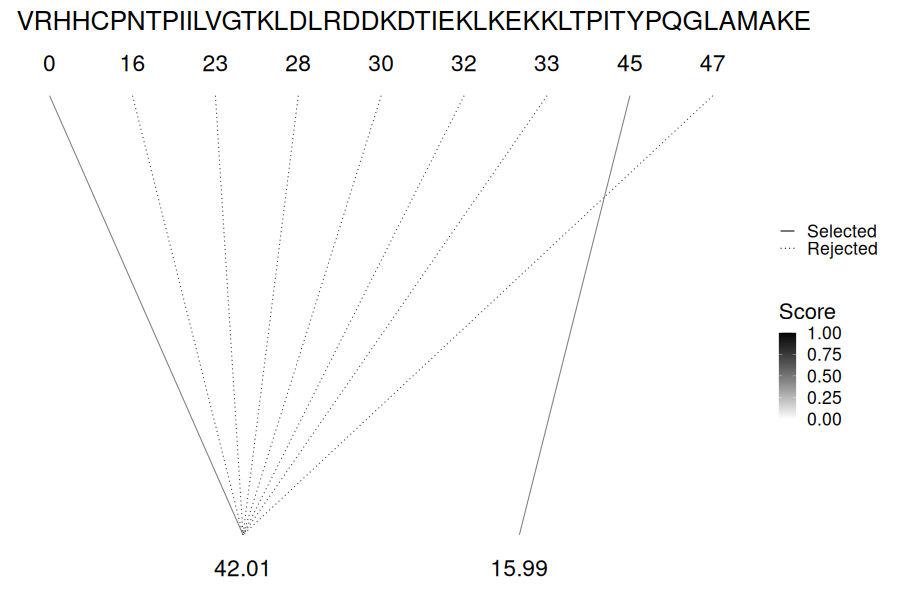 VRHHCPNTPIILVGTKLDLRDDKDTIEKLKEKKLTPITYPQGLAMAKE
0 16 23 28 30 32 33 45 47
Selected
Rejected
Score
1.00
0.75
0.50
0.25
0.00
42.01 15.99